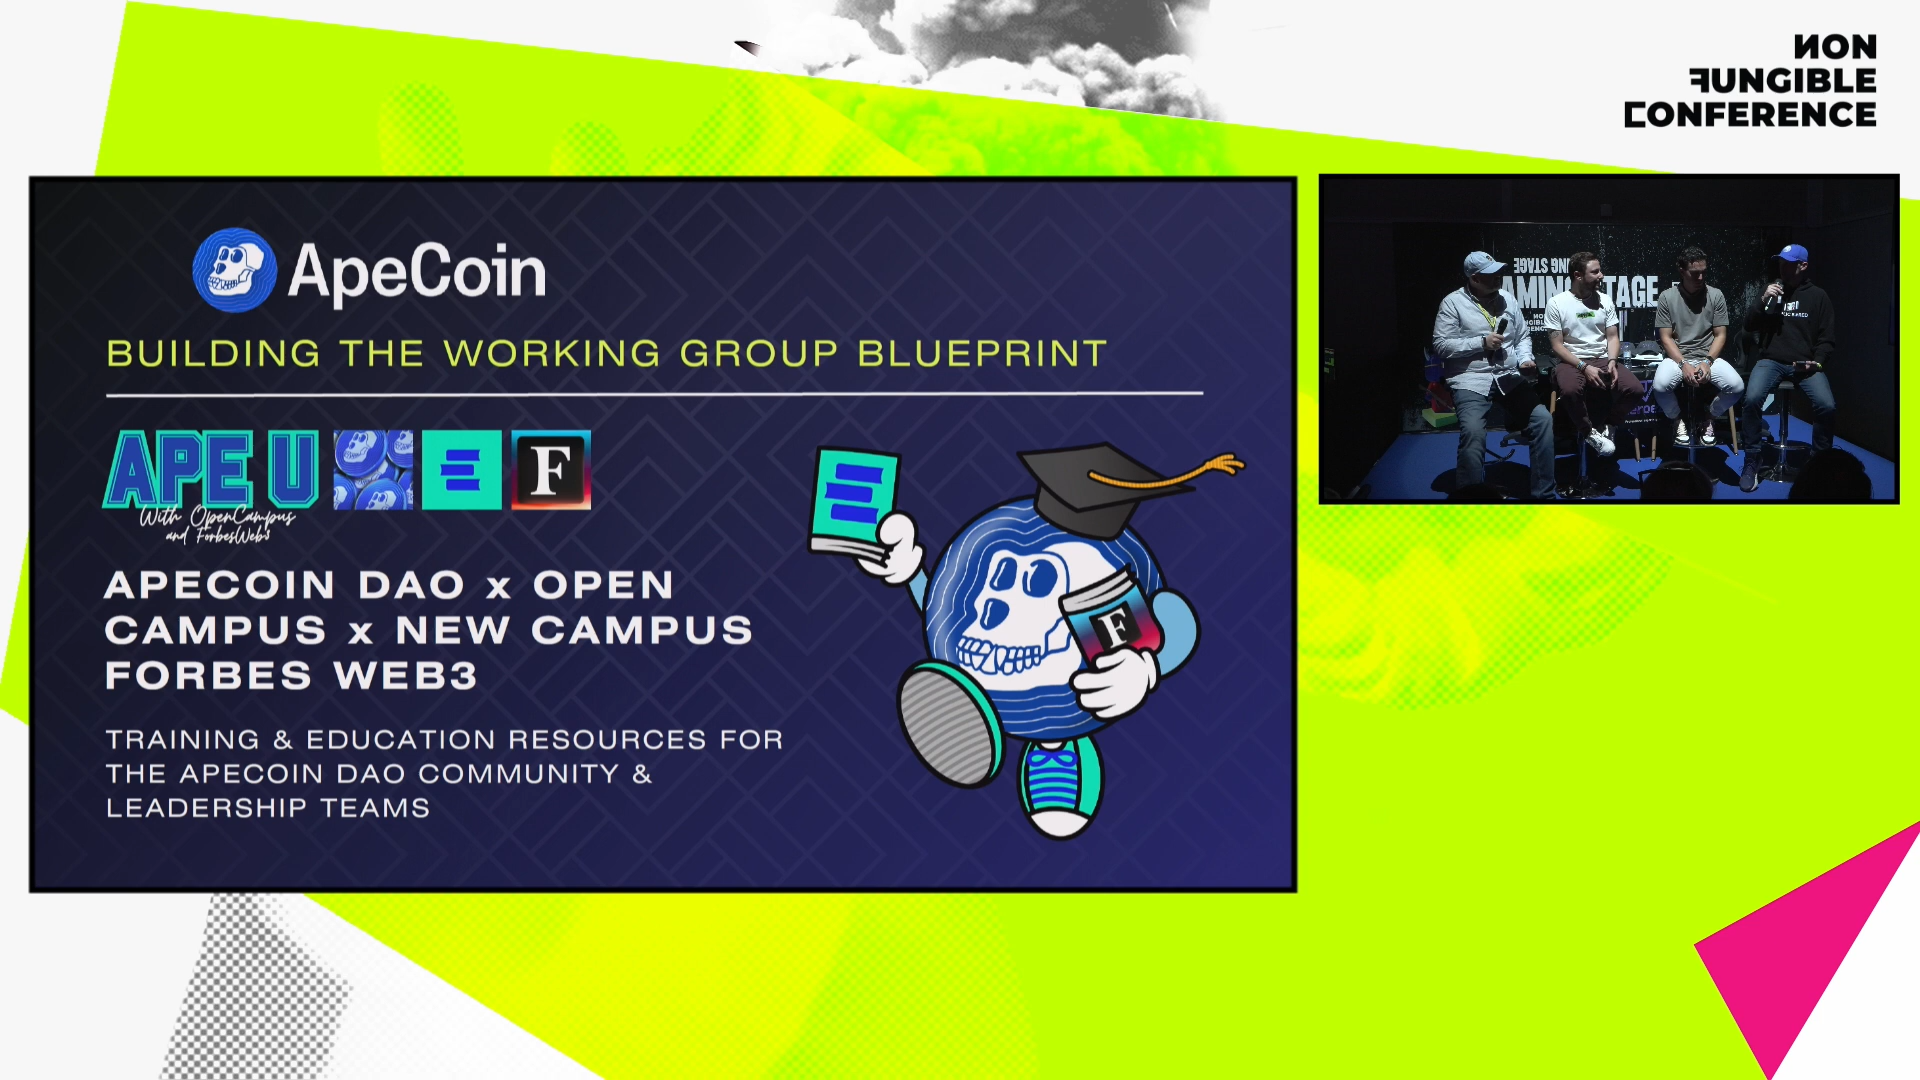 NON
FUNGIBLE
CONFERENCE
ApeCoin
BUILDING THE WORKING GROUP BLUEPRINT
APE U
With OpenCampus
and ForbesWeb3
F
APECOIN DAO x OPEN
CAMPUS x NEW CAMPUS
FORBES WEB3
TRAINING & EDUCATION RESOURCES FOR
THE APECOIN DAO COMMUNITY &
LEADERSHIP TEAMS
F